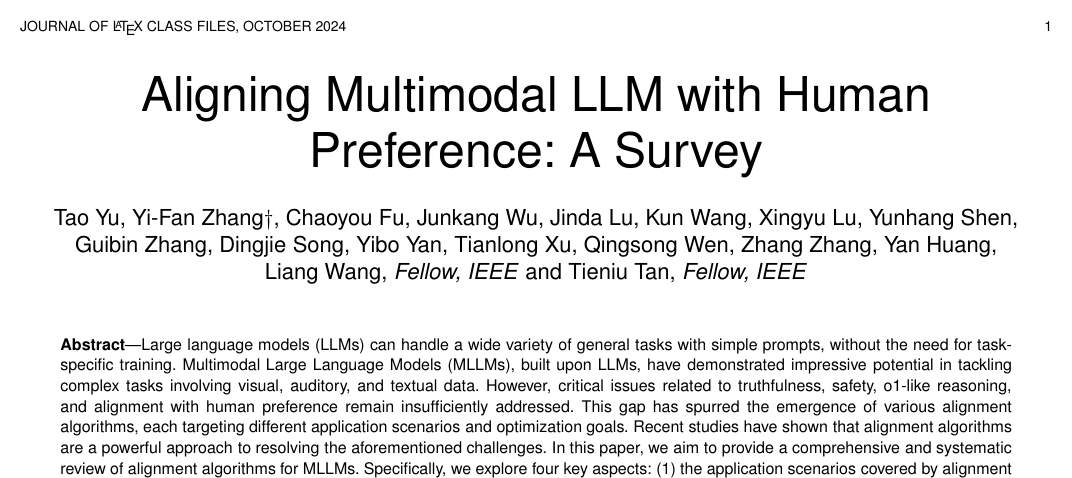 JOURNAL OF LATEX CLASS FILES, OCTOBER 2024 1
Aligning Multimodal LLM with Human
Preference: A Survey
Tao Yu, Yi-Fan Zhang†, Chaoyou Fu, Junkang Wu, Jinda Lu, Kun Wang, Xingyu Lu, Yunhang Shen,
Guibin Zhang, Dingjie Song, Yibo Yan, Tianlong Xu, Qingsong Wen, Zhang Zhang, Yan Huang,
Liang Wang, Fellow, IEEE and Tieniu Tan, Fellow, IEEE
Abstract—Large language models (LLMs) can handle a wide variety of general tasks with simple prompts, without the need for task-
specific training. Multimodal Large Language Models (MLLMs), built upon LLMs, have demonstrated impressive potential in tackling
complex tasks involving visual, auditory, and textual data. However, critical issues related to truthfulness, safety, o1-like reasoning,
and alignment with human preference remain insufficiently addressed. This gap has spurred the emergence of various alignment
algorithms, each targeting different application scenarios and optimization goals. Recent studies have shown that alignment algorithms
are a powerful approach to resolving the aforementioned challenges. In this paper, we aim to provide a comprehensive and systematic
review of alignment algorithms for MLLMs. Specifically, we explore four key aspects: (1) the application scenarios covered by alignment